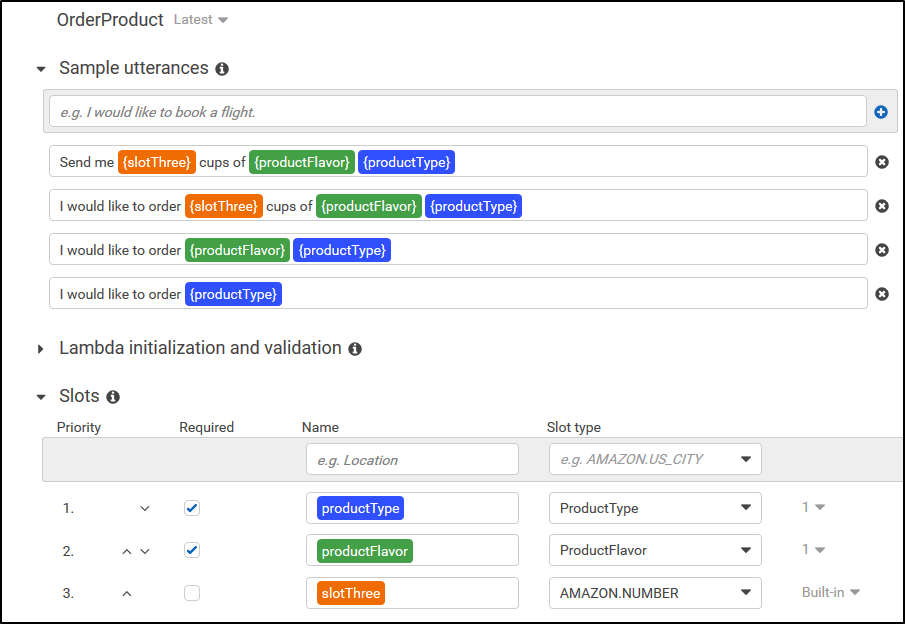 OrderProduct Latest
Sample utterances
e.g. I would like to book a flight.
Send me {slotThree} cups of {productFlavor} {productType}
I would like to order {slotThree} cups of {productFlavor} {productType}
I would like to order {productFlavor} {productType}
I would like to order {productType}
Lambda initialization and validation
Slots
Priority Required Name Slot type
e.g. Location e.g. AMAZON.US_CITY
1. productType ProductType 1
2. productFlavor ProductFlavor 1
3. slotThree AMAZON.NUMBER Built-in